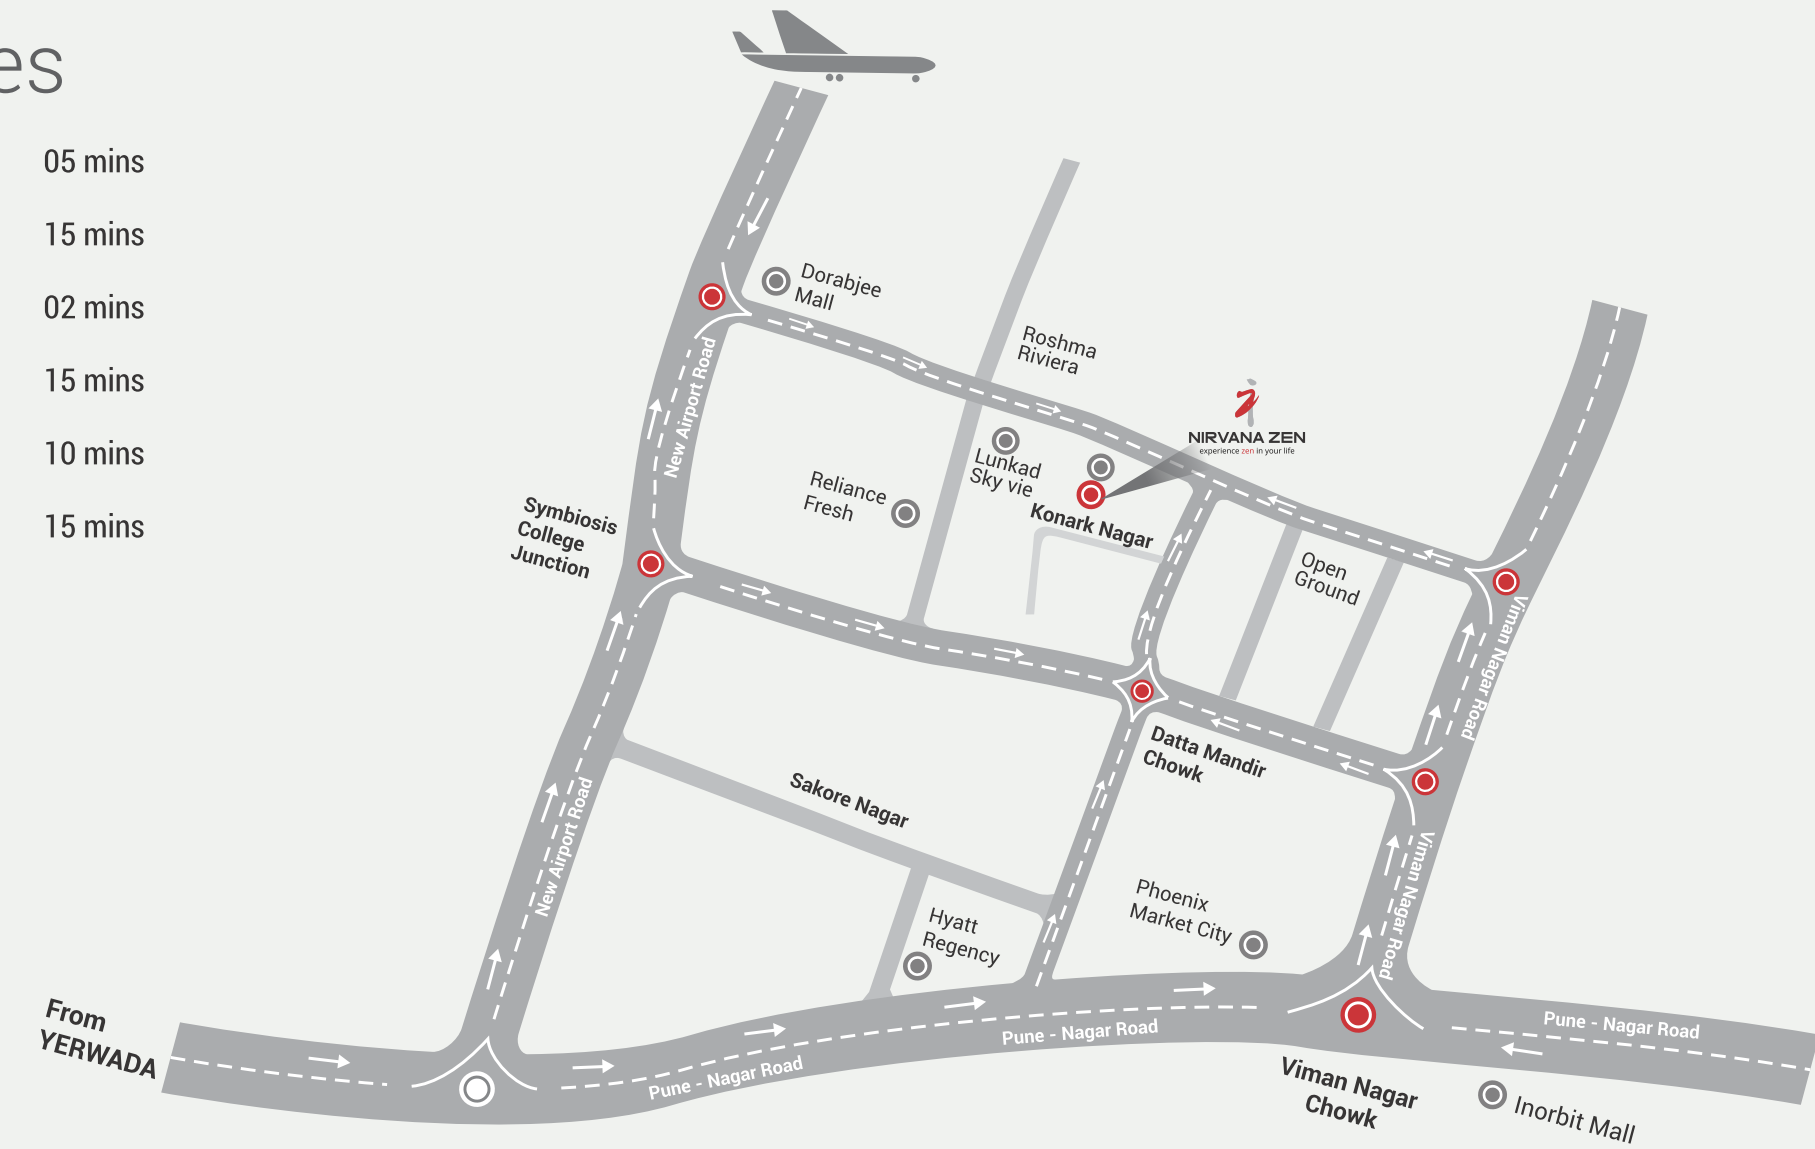 es
05 mins
15 mins
02 mins
15 mins
10 mins
15 mins
Dorabjee
Mall
Roshma
Riviera
NIRVANA ZEN
experience zen in your life
New Airport Road
Lunkad
Sky vie
Reliance
Fresh
Konark Nagar
Symbiosis
College
Junction
Open
Ground
Viman Nagar Road
Datta Mandir
Chowk
Sakore Nagar
New Airport Road
Viman Nagar Road
Phoenix
Market City
Hyatt
Regency
From
YERWADA
Pune - Nagar Road
Pune - Nagar Road
Pune - Nagar Road
Viman Nagar
Chowk
Inorbit Mall